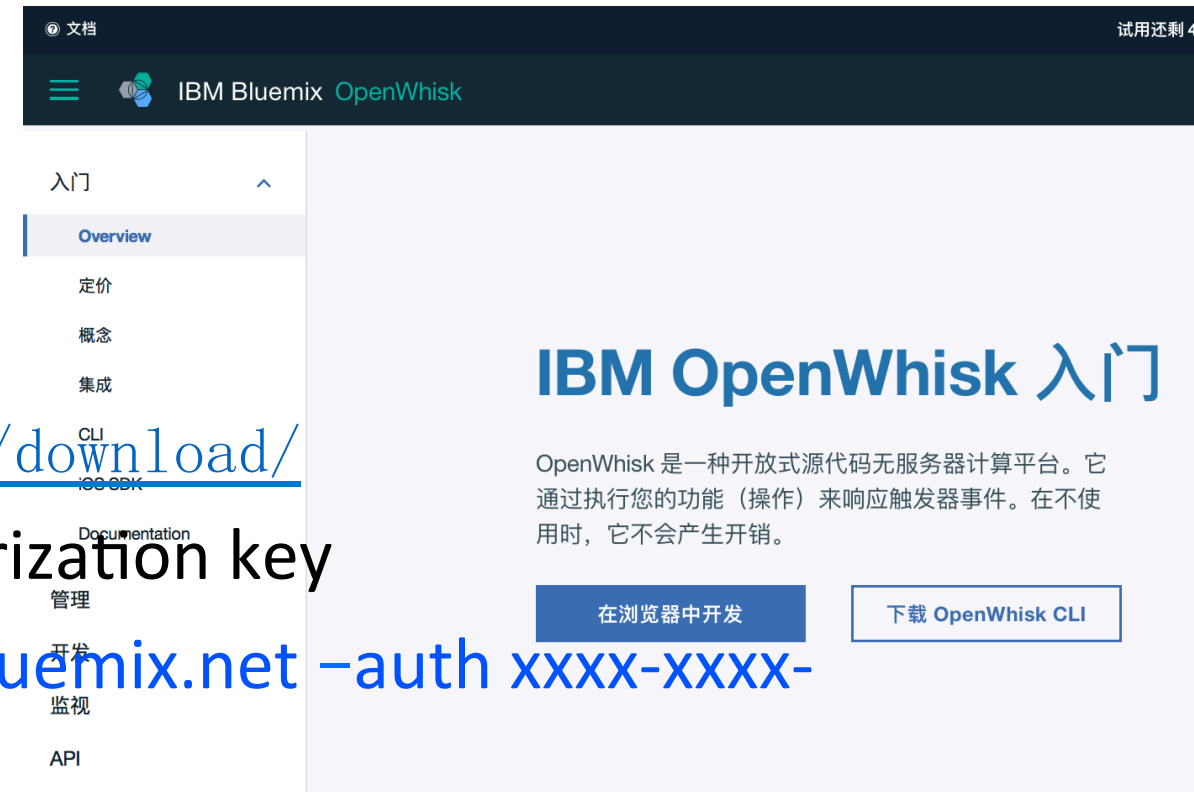 文档
试用还剩 4
IBM Bluemix OpenWhisk
入门
Overview
定价
概念
集成
CLI
/download/
iOS SDK
Documentation
rization key
管理
开发
uemix.net –auth xxxx-xxxx-
监视
API
IBM OpenWhisk 入门
OpenWhisk 是一种开放式源代码无服务器计算平台。它
通过执行您的功能（操作）来响应触发器事件。在不使
用时，它不会产生开销。
在浏览器中开发
下载 OpenWhisk CLI